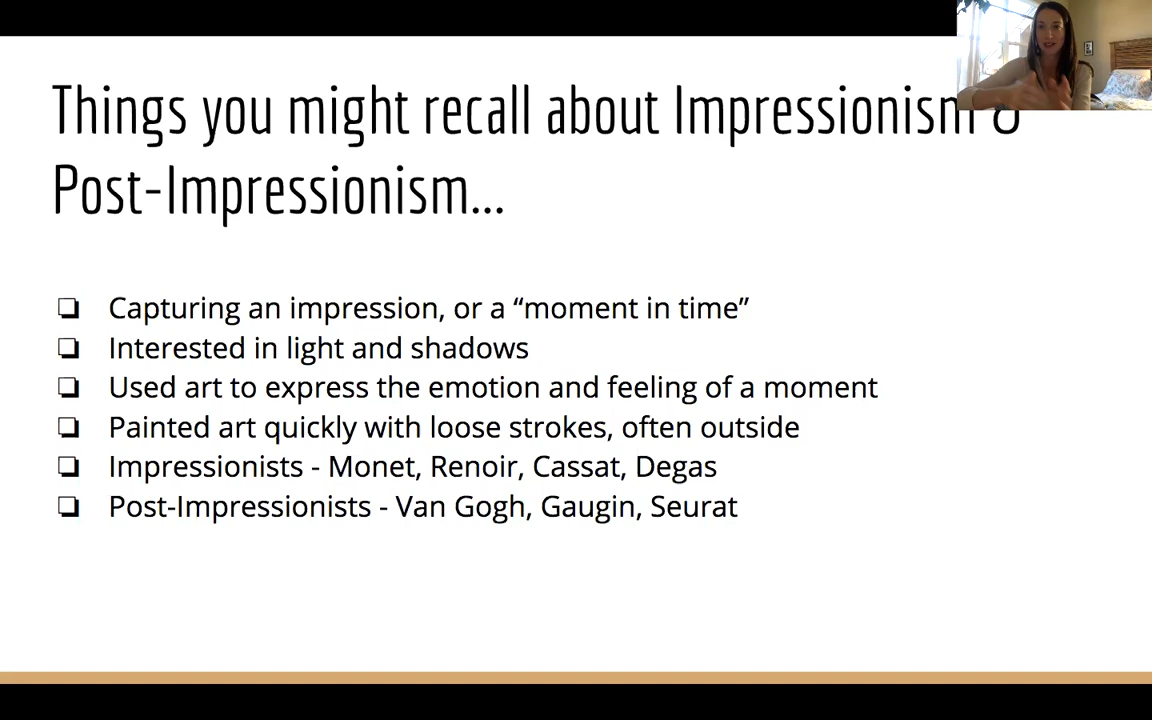 Things you might recall about Impressionism &
Post-Impressionism...
❏ Capturing an impression, or a “moment in time”
❏ Interested in light and shadows
❏ Used art to express the emotion and feeling of a moment
❏ Painted art quickly with loose strokes, often outside
❏ Impressionists - Monet, Renoir, Cassat, Degas
❏ Post-Impressionists - Van Gogh, Gaugin, Seurat